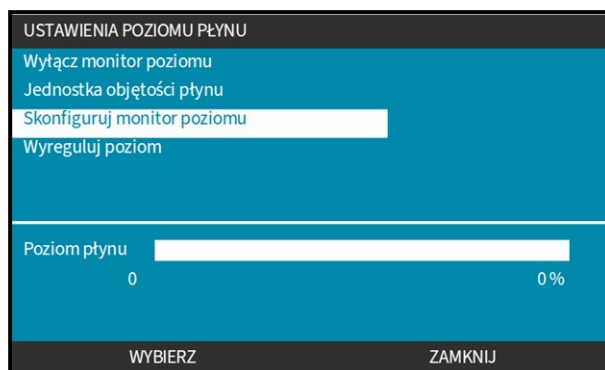 USTAWIENIA POZIOMU PŁYNU
Wyłącz monitor poziomu
Jednostka objętości płynu
Skonfiguruj monitor poziomu
Wyreguluj poziom
Poziom płynu
0 0 %
WYBIERZ ZAMKNIJ